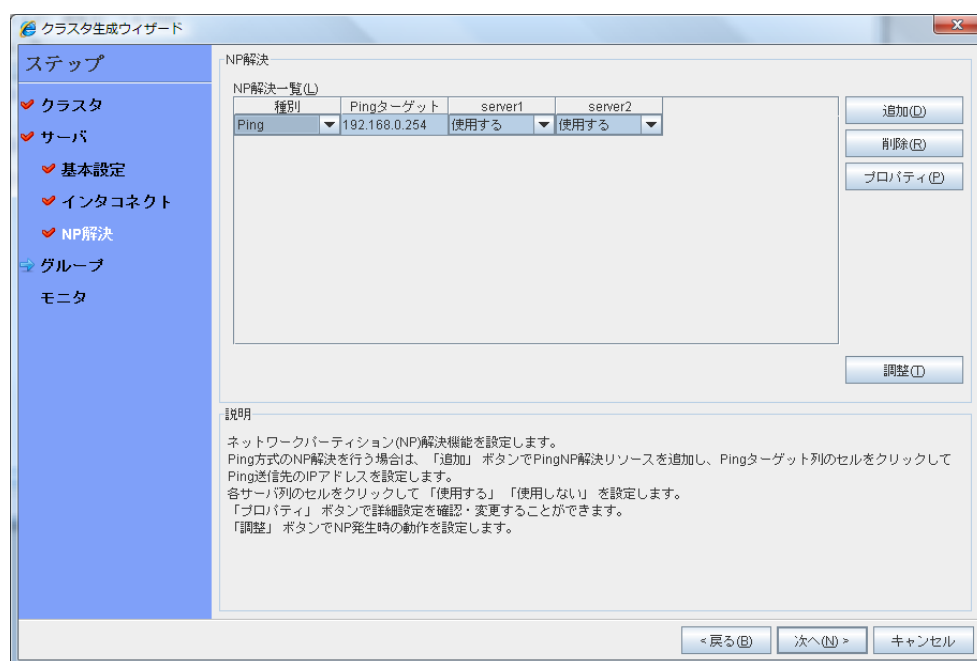 クラスタ生成ウィザード
ステップ
クラスタ
サーバ
基本設定
インタコネクト
NP解決
グループ
モニタ
NP解決
NP解決一覧(L)
種別 Pingターゲット server1 server2
Ping 192.168.0.254 使用する 使用する
追加(D)
削除(R)
プロパティ(P)
調整(T)
説明
ネットワークパーティション(NP)解決機能を設定します。
Ping方式のNP解決を行う場合は、「追加」 ボタンでPingNP解決リソースを追加し、Pingターゲット列のセルをクリックして
Ping送信先のIPアドレスを設定します。
各サーバ列のセルをクリックして 「使用する」 「使用しない」 を設定します。
「プロパティ」 ボタンで詳細設定を確認・変更することができます。
「調整」 ボタンでNP発生時の動作を設定します。
<戻る(B) 次へ(N) > キャンセル